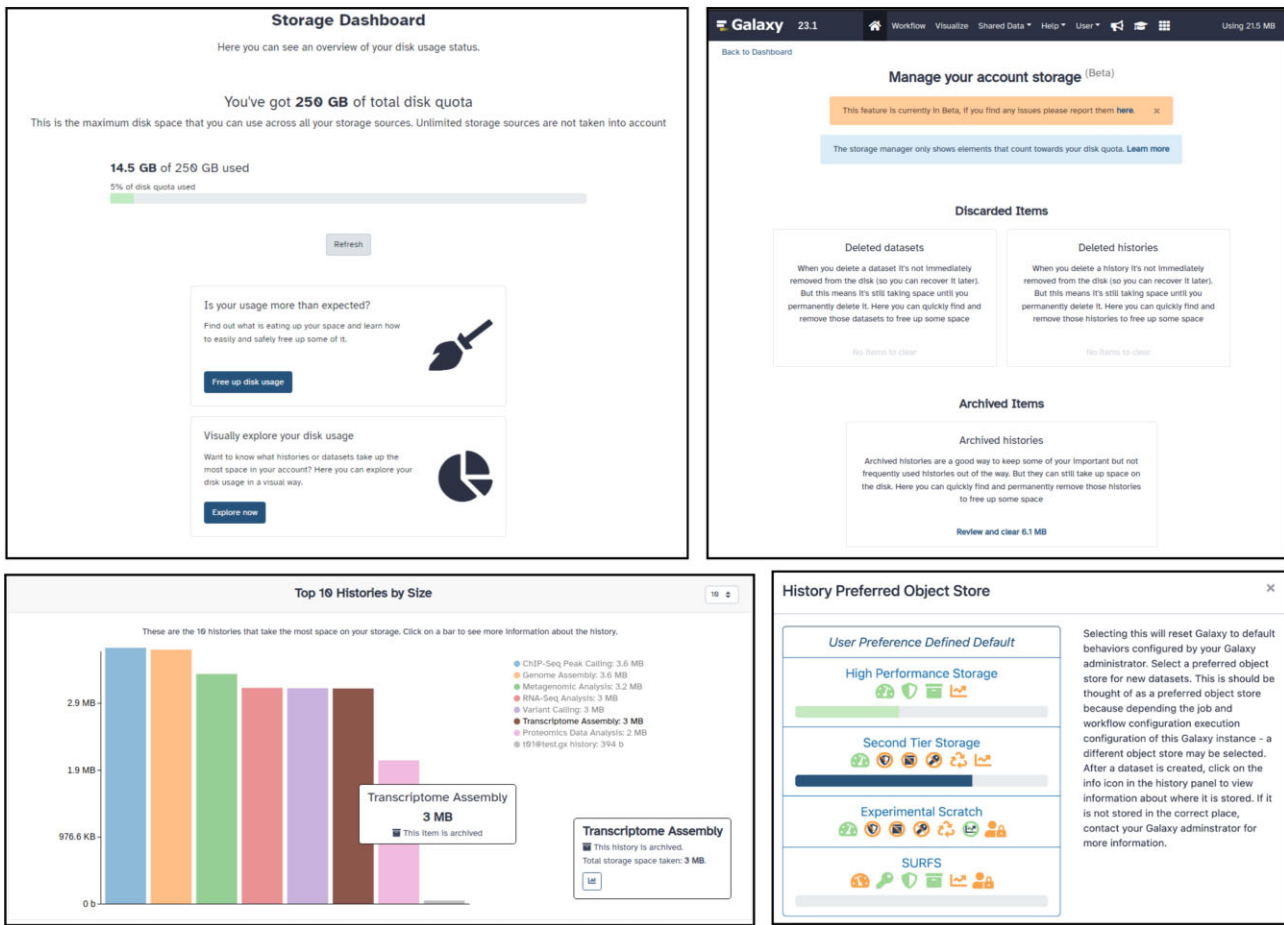 Storage Dashboard
Here you can see an overview of your disk usage status.
You've got 250 GB of total disk quota
This is the maximum disk space that you can use across all your storage sources. Unlimited storage sources are not taken into account
14.5 GB of 250 GB used
5% of disk quota used
Refresh
Is your usage more than expected?
Find out what is eating up your space and learn how
to easily and safely free up some of it.
Free up disk usage
Visually explore your disk usage
Want to know what histories or datasets take up the
most space in your account? Here you can explore your
disk usage in a visual way.
Explore now
Galaxy 23.1 Workflow Visualize Shared Data Help User Using 21.5 MB
Back to Dashboard
Manage your account storage (Beta)
This feature is currently in Beta, if you find any issues please report them here. ×
The storage manager only shows elements that count towards your disk quota. Learn more
Discarded Items
Deleted datasets
When you delete a dataset it's not immediately
removed from the disk (so you can recover it later).
But this means it's still taking space until you
permanently delete it. Here you can quickly find and
remove those datasets to free up some space
No items to clear
Deleted histories
When you delete a history it's not immediately
removed from the disk (so you can recover it later).
But this means it's still taking space until you
permanently delete it. Here you can quickly find and
remove those histories to free up some space
No items to clear
Archived Items
Archived histories
Archived histories are a good way to keep some of your important but not
frequently used histories out of the way. But they can still take up space on
the disk. Here you can quickly find and permanently remove those histories
to free up some space
Review and clear 6.1 MB
Top 10 Histories by Size
10
These are the 10 histories that take the most space on your storage. Click on a bar to see more information about the history.
2.9 MB
1.9 MB
976.6 KB
0 b
ChIP-Seq Peak Calling: 3.6 MB
Genome Assembly: 3.6 MB
Metagenomic Analysis: 3.2 MB
RNA-Seq Analysis: 3 MB
Variant Calling: 3 MB
Transcriptome Assembly: 3 MB
Proteomics Data Analysis: 2 MB
t01@test.gx history: 394 b
Transcriptome Assembly
3 MB
This item is archived
Transcriptome Assembly
This history is archived.
Total storage space taken: 3 MB.
History Preferred Object Store ×
User Preference Defined Default
High Performance Storage
Second Tier Storage
Experimental Scratch
SURFS
Selecting this will reset Galaxy to default
behaviors configured by your Galaxy
administrator. Select a preferred object
store for new datasets. This is should be
thought of as a preferred object store
because depending the job and
workflow configuration execution
configuration of this Galaxy instance - a
different object store may be selected.
After a dataset is created, click on the
info icon in the history panel to view
information about where it is stored. If it
is not stored in the correct place,
contact your Galaxy adminstrator for
more information.